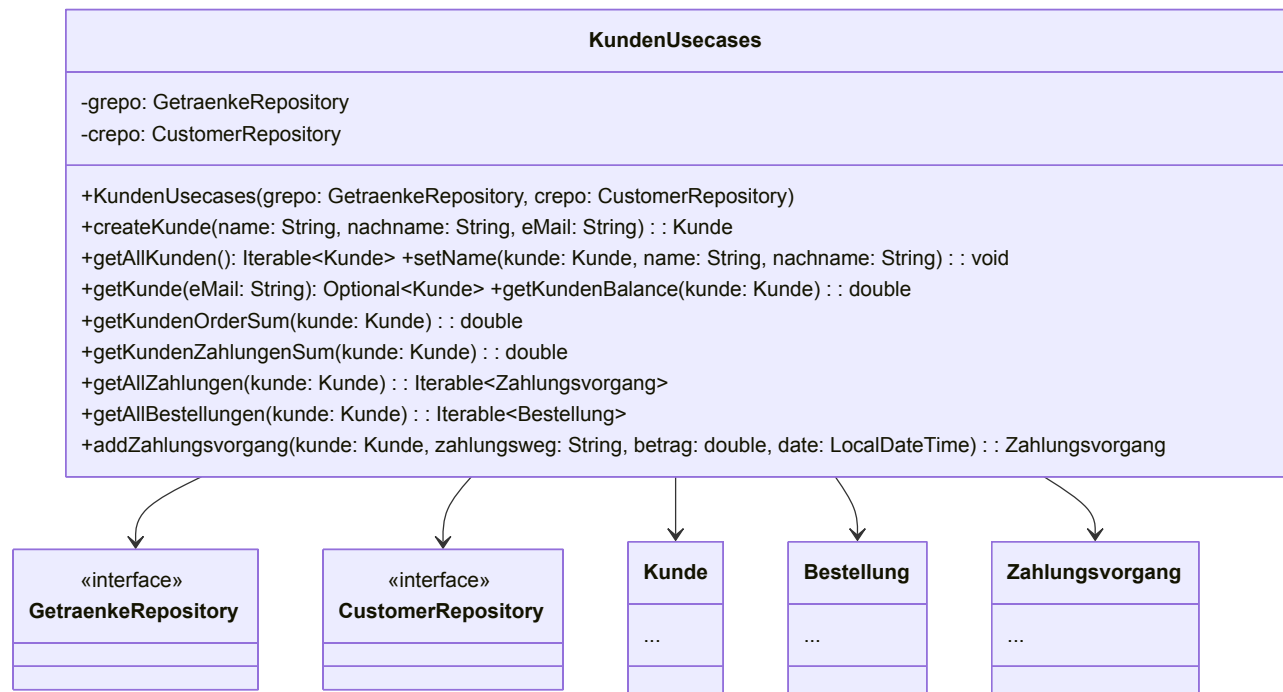 KundenUsecases
-grepo: GetraenkeRepository
-crepo: CustomerRepository
+KundenUsecases(grepo: GetraenkeRepository, crepo: CustomerRepository)
+createKunde(name: String, nachname: String, eMail: String) : : Kunde
+getAllKunden(): Iterable<Kunde> +setName(kunde: Kunde, name: String, nachname: String) : : void
+getKunde(eMail: String): Optional<Kunde> +getKundenBalance(kunde: Kunde) : : double
+getKundenOrderSum(kunde: Kunde) : : double
+getKundenZahlungenSum(kunde: Kunde) : : double
+getAllZahlungen(kunde: Kunde) : : Iterable<Zahlungsvorgang>
+getAllBestellungen(kunde: Kunde) : : Iterable<Bestellung>
+addZahlungsvorgang(kunde: Kunde, zahlungsweg: String, betrag: double, date: LocalDateTime) : : Zahlungsvorgang
«interface»
GetraenkeRepository
«interface»
CustomerRepository
Kunde
...
Bestellung
...
Zahlungsvorgang
...